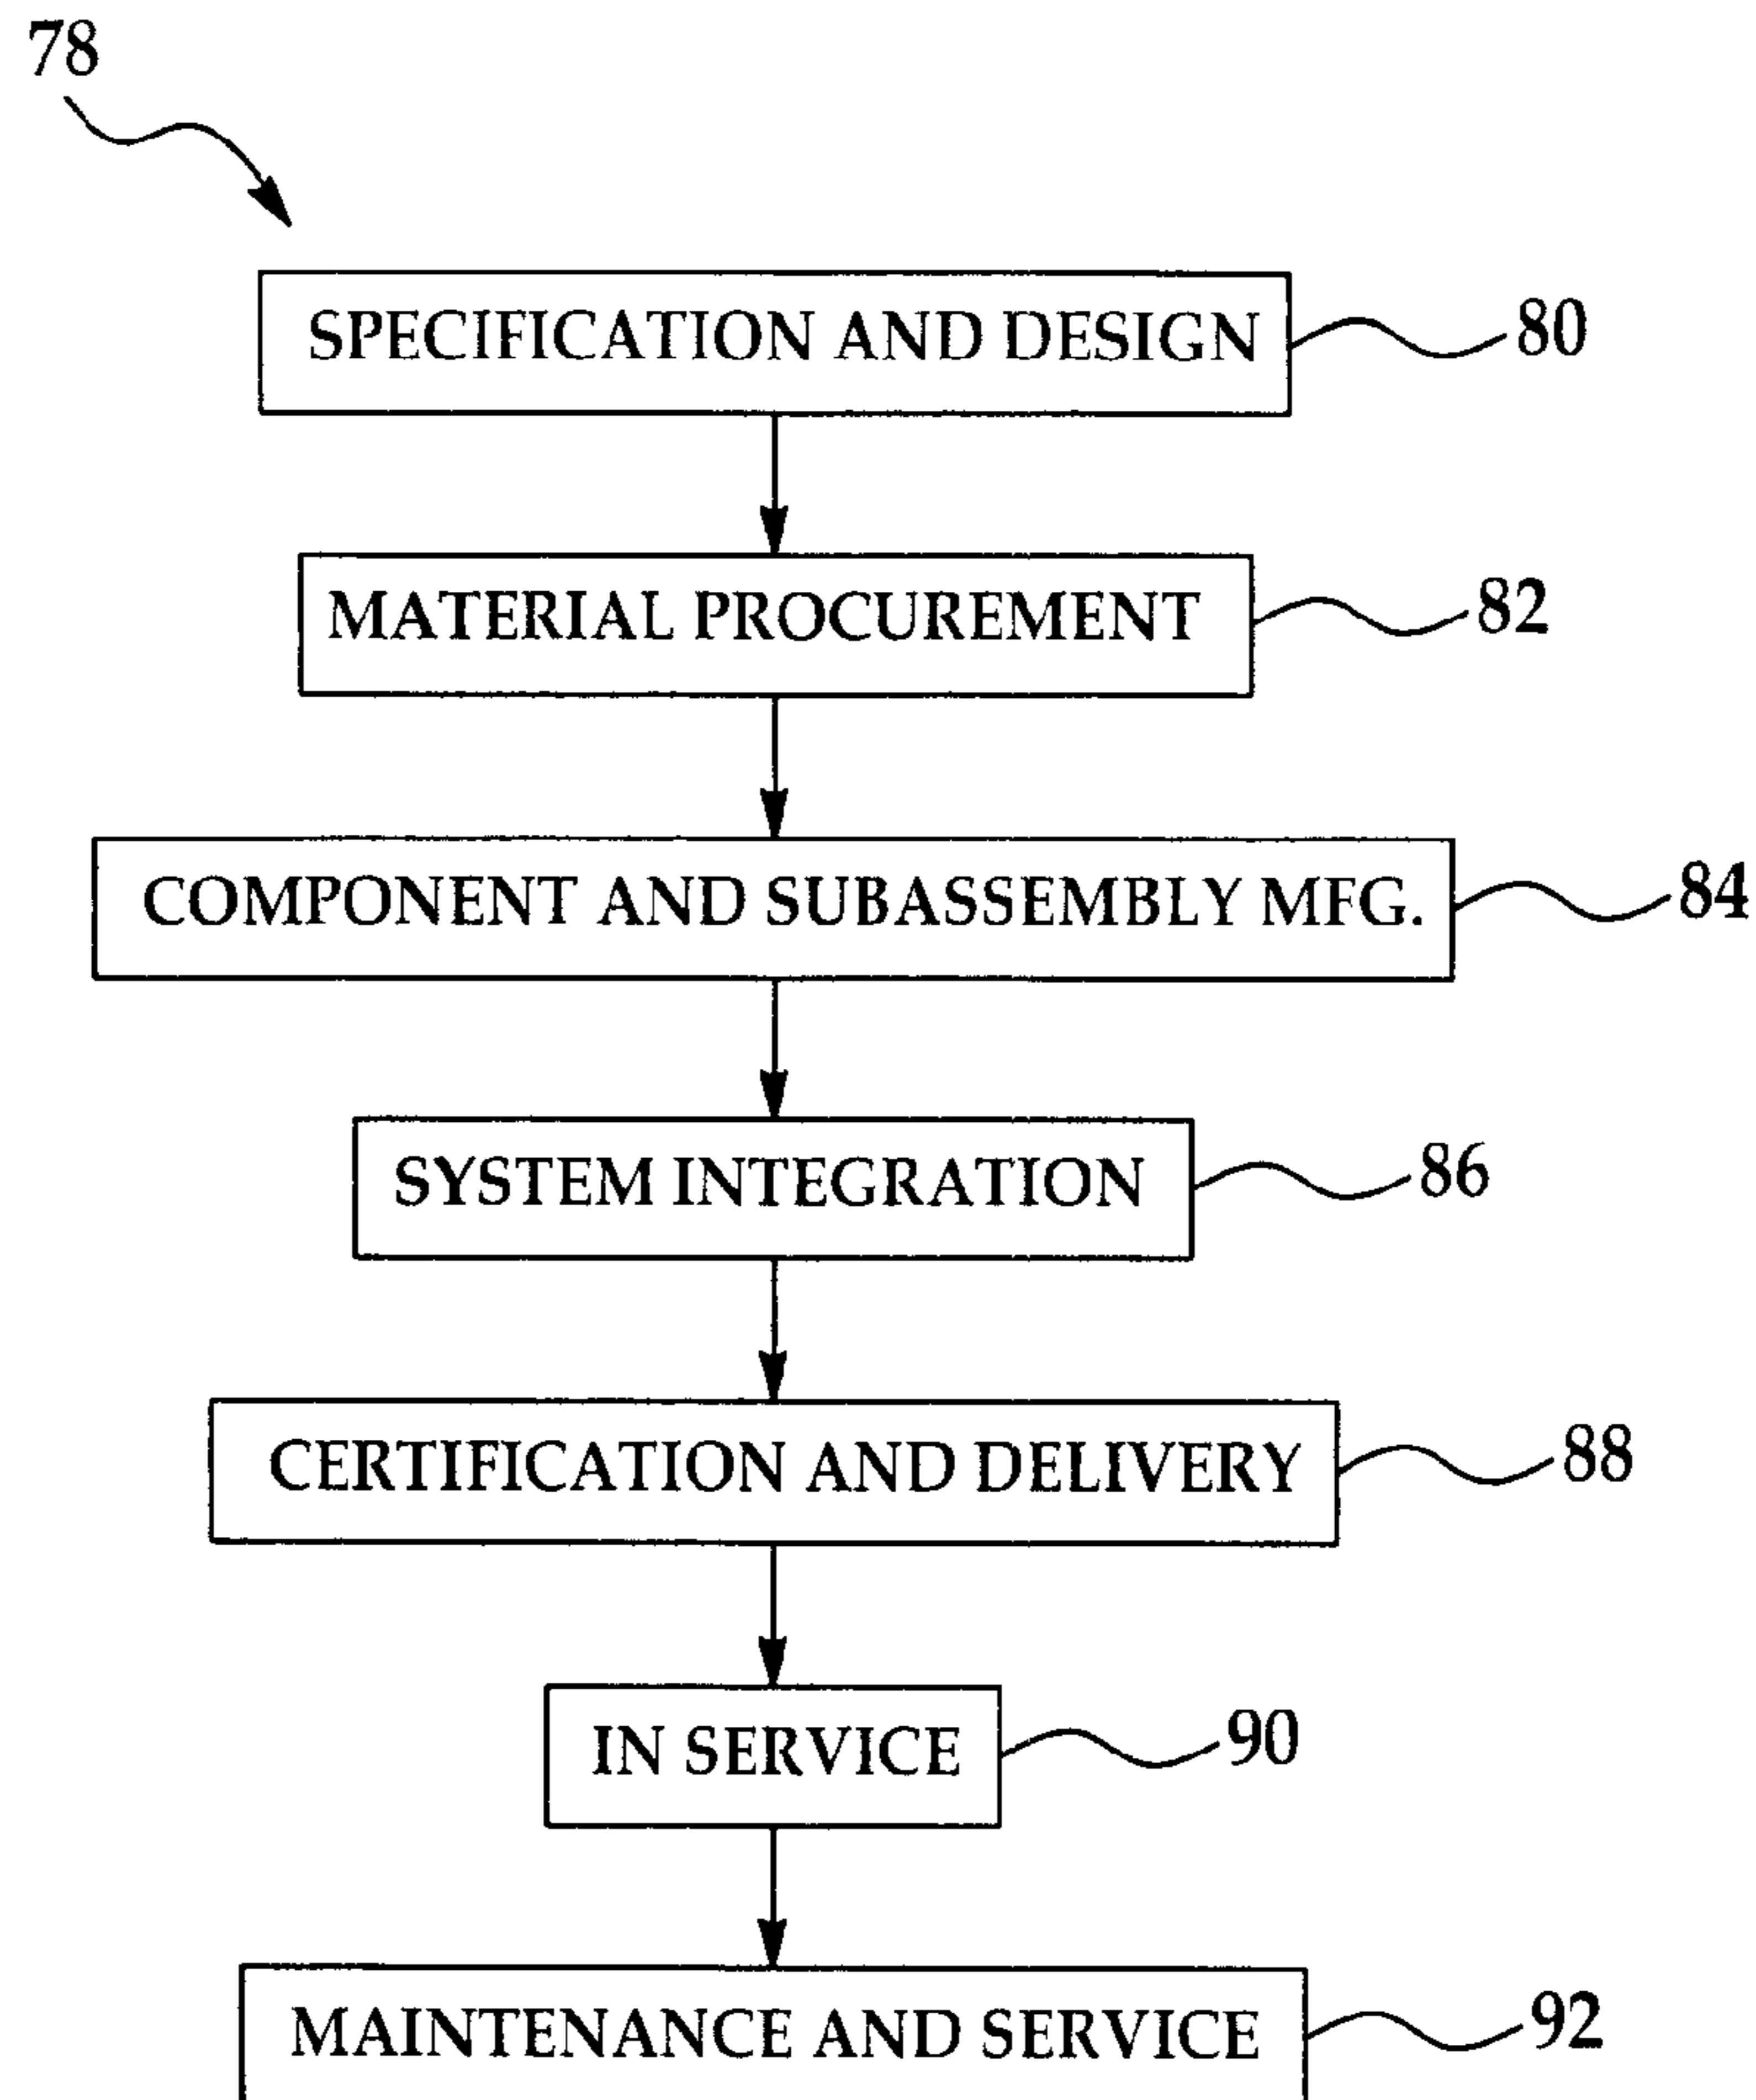 78
SPECIFICATION AND DESIGN 80
MATERIAL PROCUREMENT 82
COMPONENT AND SUBASSEMBLY MFG. 84
SYSTEM INTEGRATION 86
CERTIFICATION AND DELIVERY 88
IN SERVICE 90
MAINTENANCE AND SERVICE 92